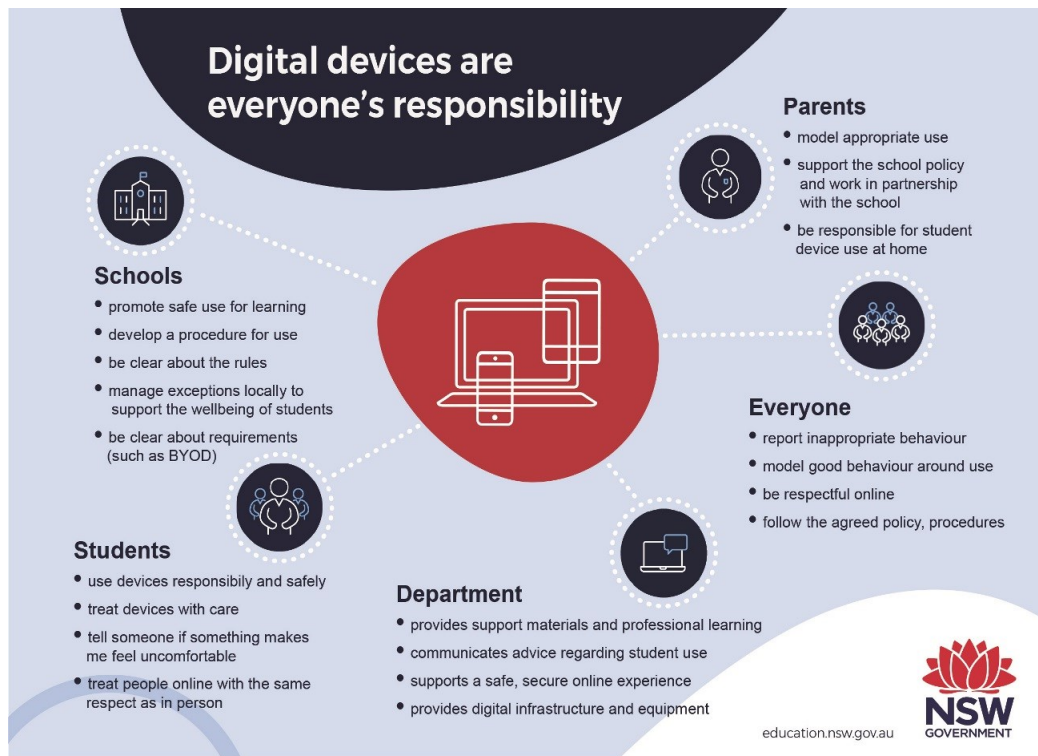 Digital devices are
everyone's responsibility
Schools
• promote safe use for learning
• develop a procedure for use
• be clear about the rules
• manage exceptions locally to
support the wellbeing of students
• be clear about requirements
(such as BYOD)
Students
• use devices responsibily and safely
• treat devices with care
• tell someone if something makes
me feel uncomfortable
• treat people online with the same
respect as in person
Department
• provides support materials and professional learning
• communicates advice regarding student use
• supports a safe, secure online experience
• provides digital infrastructure and equipment
Parents
• model appropriate use
• support the school policy
and work in partnership
with the school
• be responsible for student
device use at home
Everyone
• report inappropriate behaviour
• model good behaviour around use
• be respectful online
• follow the agreed policy, procedures
education.nsw.gov.au
NSW
GOVERNMENT